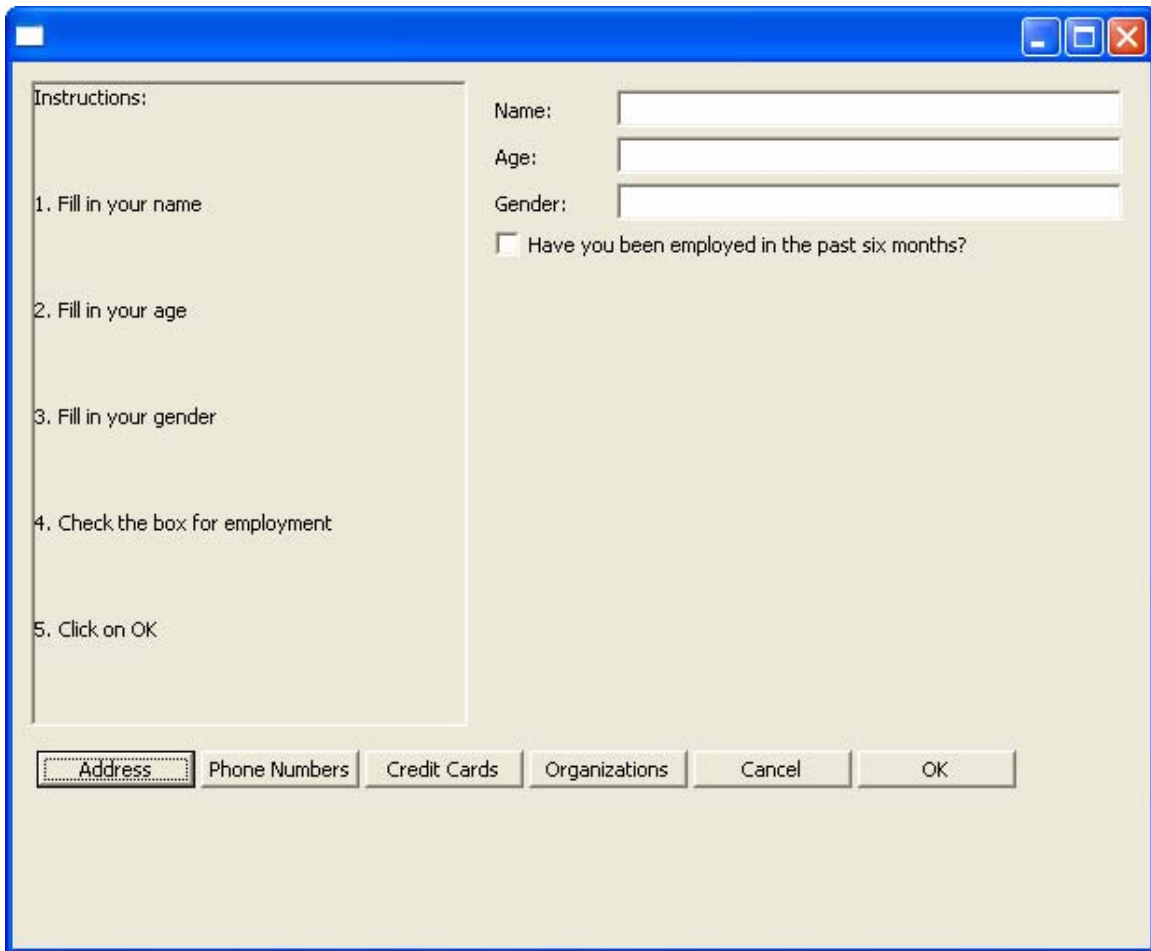 Instructions:
1. Fill in your name
2. Fill in your age
3. Fill in your gender
4. Check the box for employment
5. Click on OK
Name:
Age:
Gender:
Have you been employed in the past six months?
Address Phone Numbers Credit Cards Organizations Cancel OK